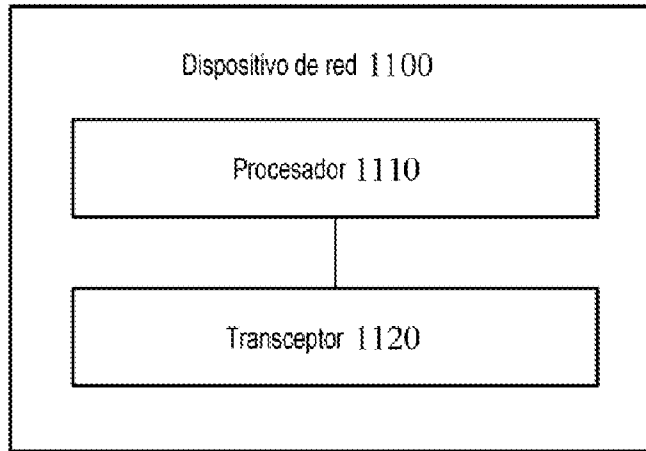 Dispositivo de red 1100
Procesador 1110
Transceptor 1120